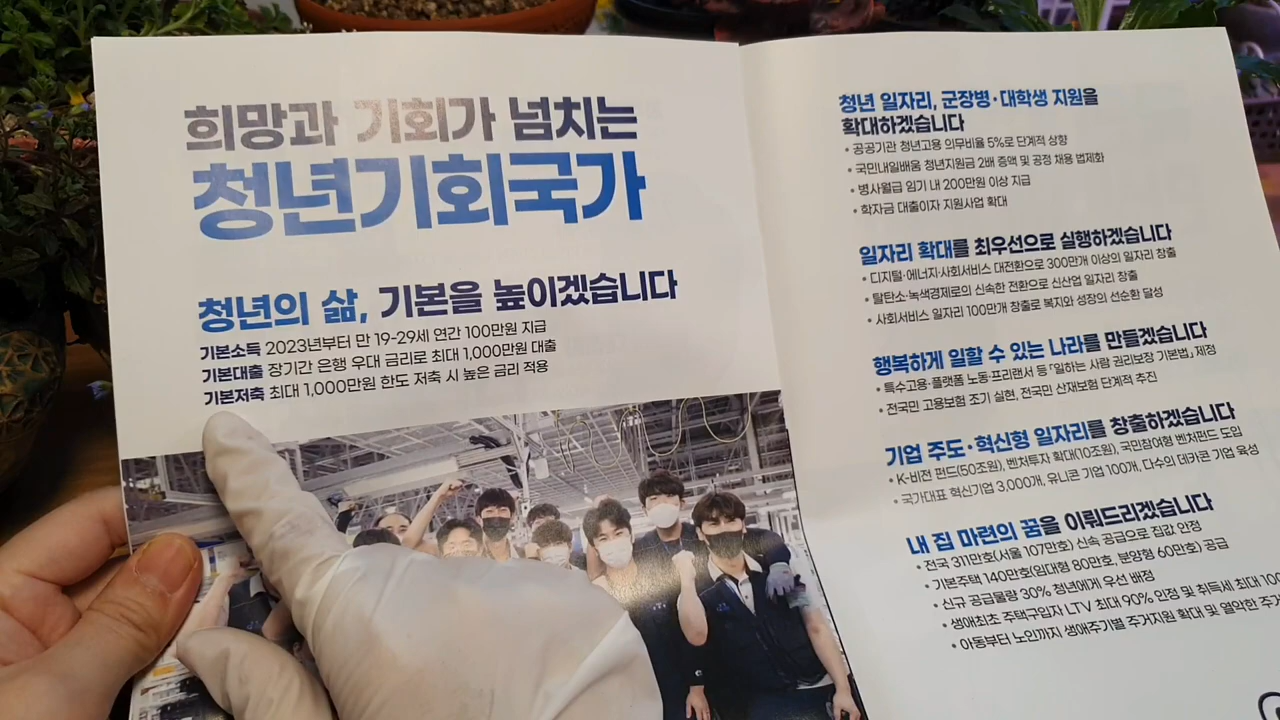 희망과 기회가 넘치는
청년기회국가
청년의 삶, 기본을 높이겠습니다
기본소득 2023년부터 만 19-29세 연간 100만원 지급
기본대출 장기간 은행 우대 금리로 최대 1,000만원 대출
기본저축 최대 1,000만원 한도 저축 시 높은 금리 적용
청년 일자리, 군장병·대학생 지원을
확대하겠습니다
• 공공기관 청년고용 의무비율 5%로 단계적 상향
• 국민내일배움 청년지원금 2배 증액 및 공정 채용 법제화
• 병사월급 임기 내 200만원 이상 지급
• 학자금 대출이자 지원사업 확대
일자리 확대를 최우선으로 실행하겠습니다
• 디지털·에너지·사회서비스 대전환으로 300만개 이상의 일자리 창출
• 탈탄소·녹색경제로의 신속한 전환으로 신산업 일자리 창출
• 사회서비스 일자리 100만개 창출로 복지와 성장의 선순환 달성
행복하게 일할 수 있는 나라를 만들겠습니다
• 특수고용·플랫폼 노동·프리랜서 등 「일하는 사람 권리보장 기본법」 제정
• 전국민 고용보험 조기 실현, 전국민 산재보험 단계적 추진
기업 주도·혁신형 일자리를 창출하겠습니다
• K-비전 펀드(50조원), 벤처투자 확대(10조원), 국민참여형 벤처펀드 도입
• 국가대표 혁신기업 3,000개, 유니콘 기업 100개, 다수의 데카콘 기업 육성
내 집 마련의 꿈을 이뤄드리겠습니다
• 전국 311만호(서울 107만호) 신속 공급으로 집값 안정
• 기본주택 140만호(임대형 80만호, 분양형 60만호) 공급
• 신규 공급물량 30% 청년에게 우선 배정
• 생애최초 주택구입자 LTV 최대 90% 인정 및 취득세 최대
• 아동부터 노인까지 생애주기별 주거지원 확대 및 열악한